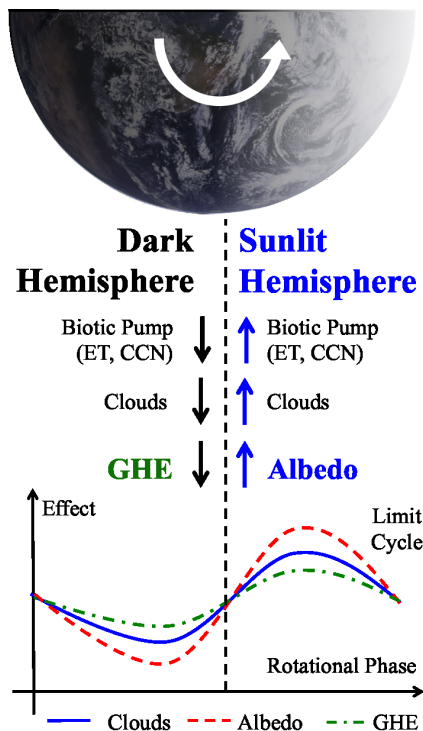 Dark
Hemisphere
Sunlit
Hemisphere
Biotic Pump
(ET, CCN)
Biotic Pump
(ET, CCN)
Clouds
Clouds
GHE
Albedo
Effect
Limit
Cycle
Rotational Phase
Clouds
Albedo
GHE